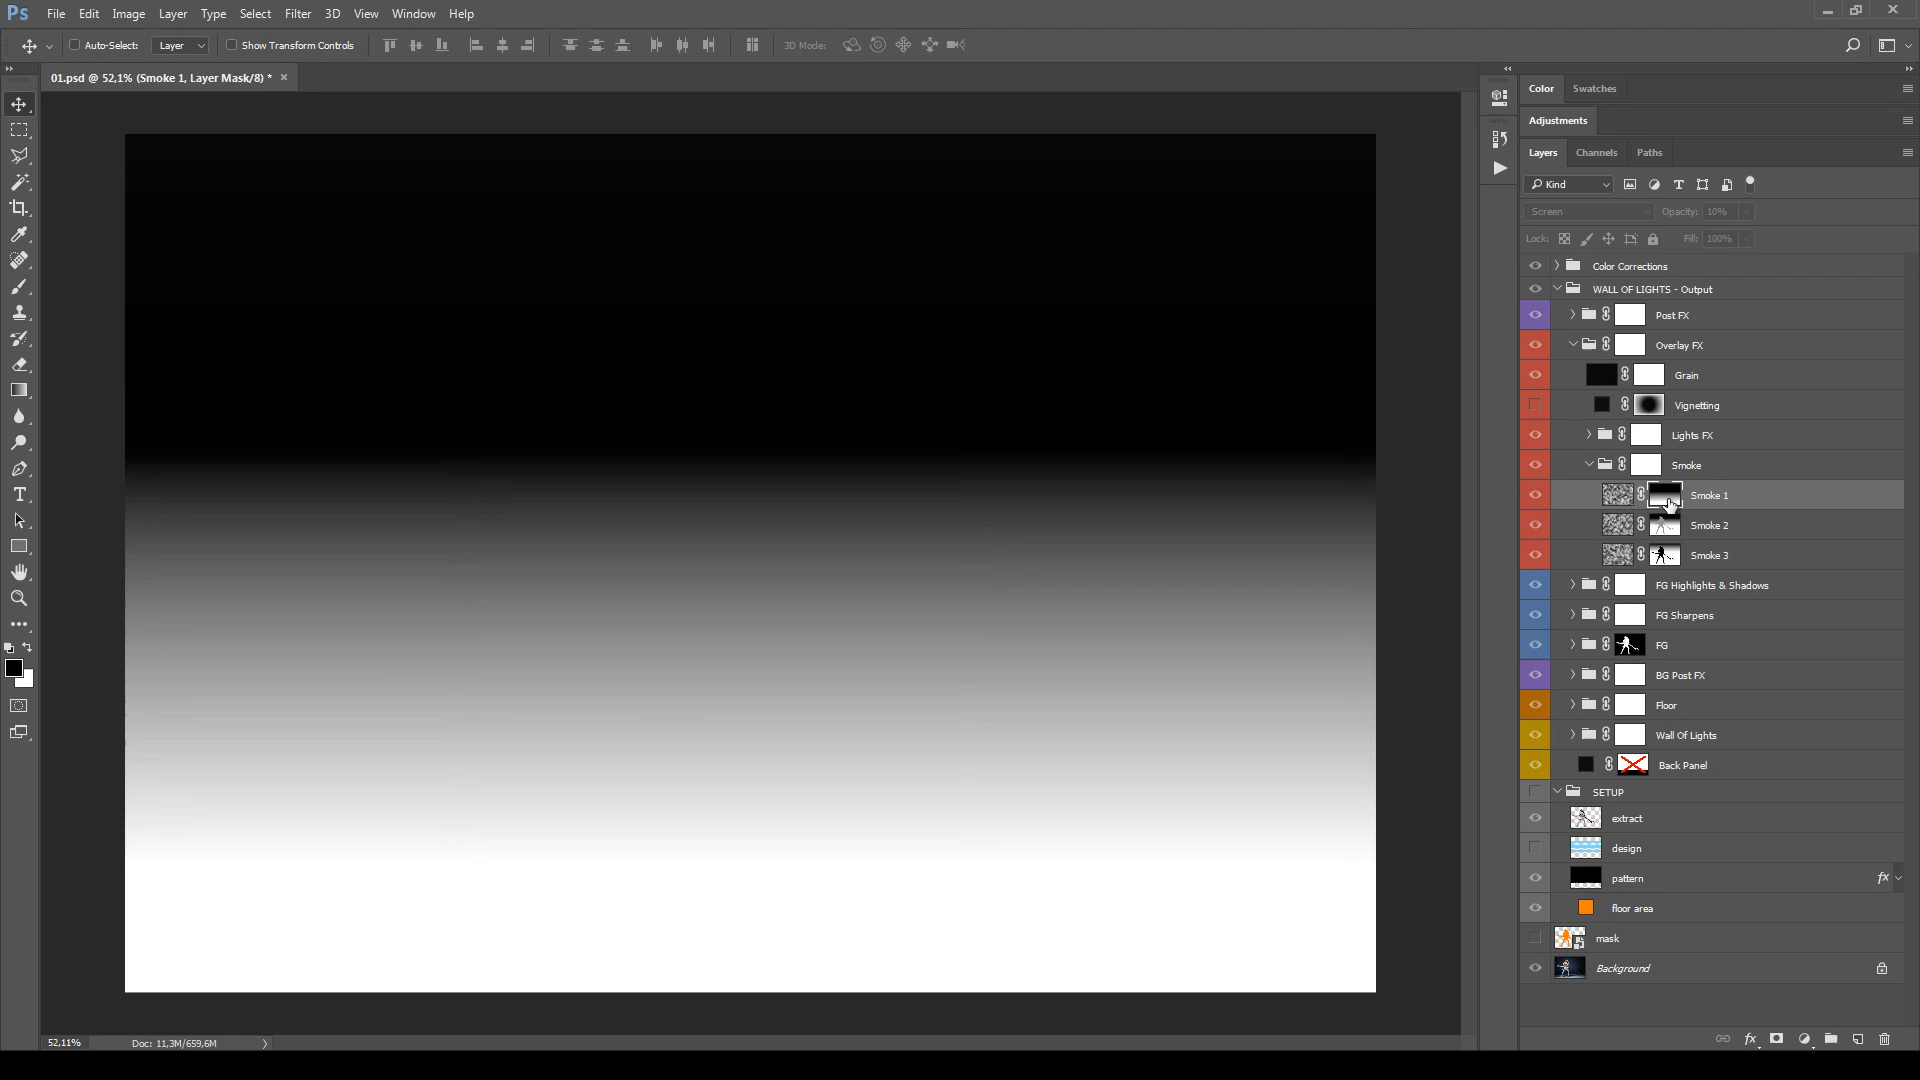 Ps File Edit Image Layer Type Select Filter 3D View Window Help
Auto-Select: Layer Show Transform Controls 3D Mode:
01.psd @ 52,1% (Smoke 1, Layer Mask/8) *
Color Swatches
Adjustments
Layers Channels Paths
Kind
Screen Opacity: 10%
Lock: Fill: 100%
Color Corrections
WALL OF LIGHTS - Output
Post FX
Overlay FX
Grain
Vignetting
Lights FX
Smoke
Smoke 1
Smoke 2
Smoke 3
FG Highlights & Shadows
FG Sharpens
FG
BG Post FX
Floor
Wall Of Lights
Back Panel
SETUP
extract
design
pattern fx
floor area
mask
Background
52,11% Doc: 11,3M/659,6M
fx